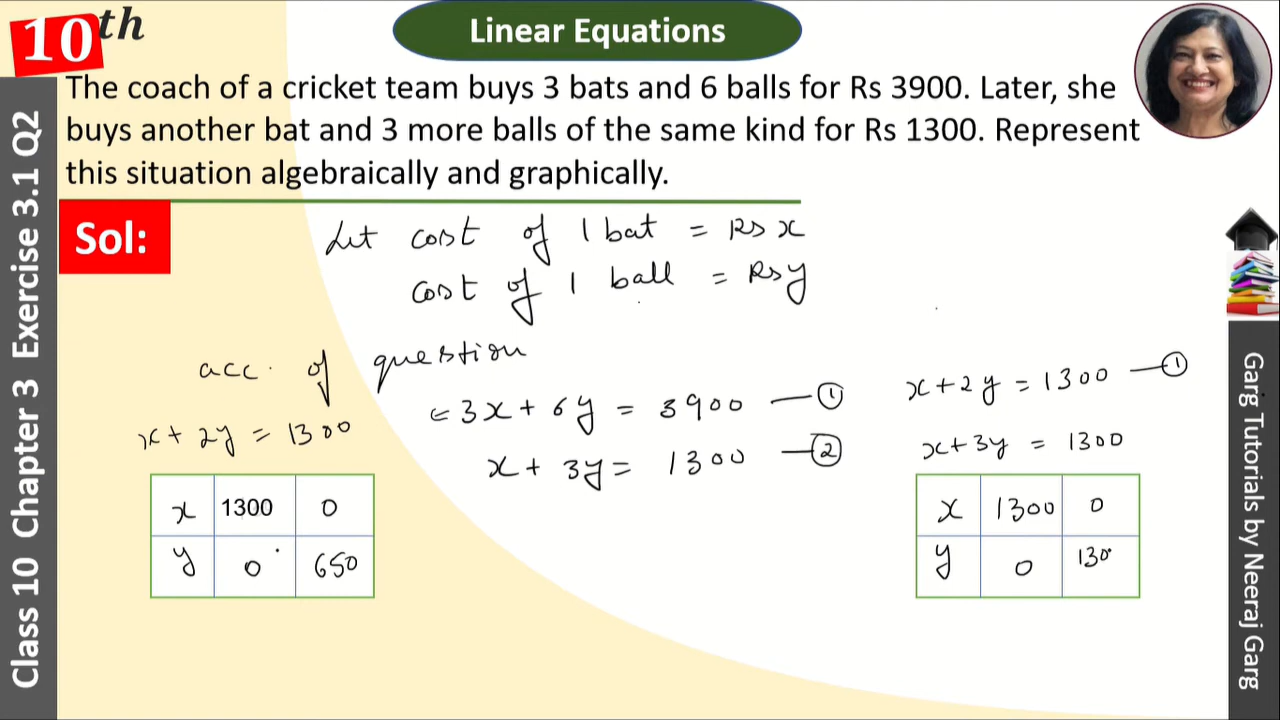 10th
Linear Equations
The coach of a cricket team buys 3 bats and 6 balls for Rs 3900. Later, she
buys another bat and 3 more balls of the same kind for Rs 1300. Represent
this situation algebraically and graphically.
Sol:
Let cost of 1 bat = Rs x
cost of 1 ball = Rs y
acc. of question
3x + 6y = 3900 — ①
x + 3y = 1300 — ②
x + 2y = 1300
x 1300 0
y 0 650
x + 2y = 1300 — ①
x + 3y = 1300
x 1300 0
y 0 130
Class 10 Chapter 3 Exercise 3.1 Q2
Garg Tutorials by Neeraj Garg